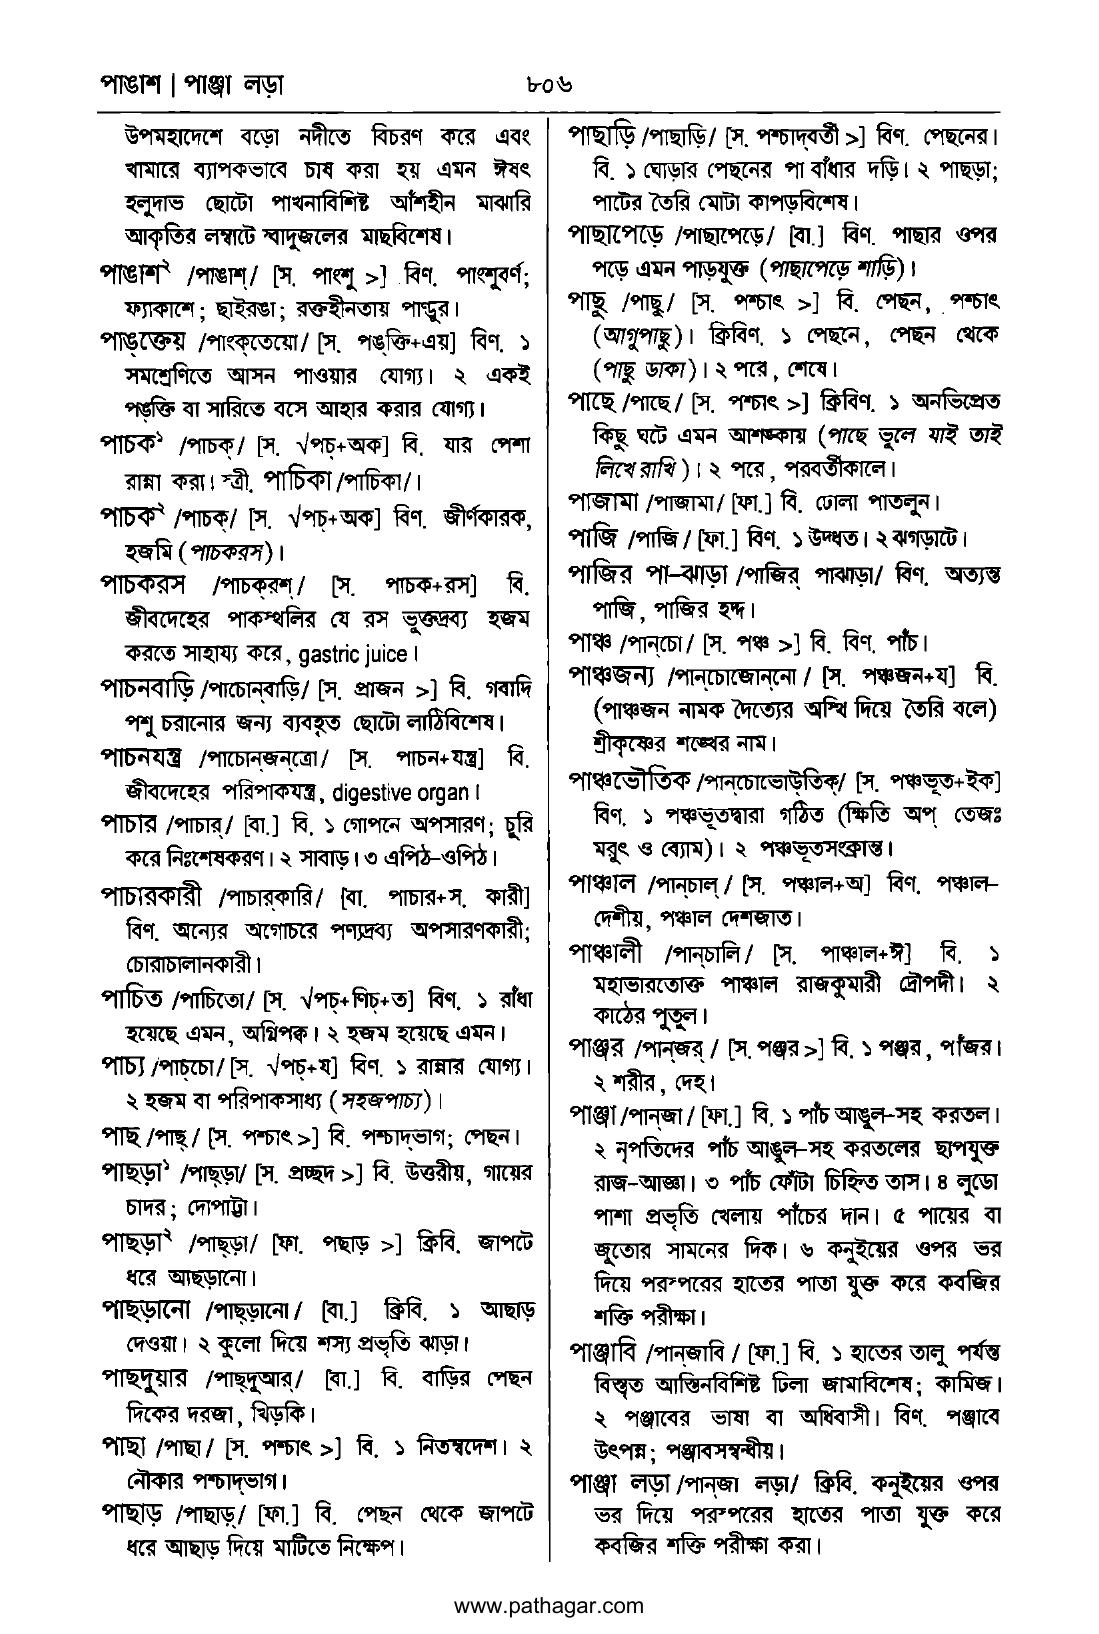 পাঙাশ | পাঞ্জা লড়া
৮০৬
উপমহাদেশে বড়ো নদীতে বিচরণ করে এবং
খামারে ব্যাপকভাবে চাষ করা হয় এমন ঈষৎ
হলুদাভ ছোটো পাখনাবিশিষ্ট আঁশহীন মাঝারি
আকৃতির লম্বাটে স্বাদুজলের মাছবিশেষ।
পাঙাশ২ /পাঙাশ্/ [স. পাংশু >] বিণ. পাংশুবর্ণ;
ফ্যাকাশে; ছাইরঙা; রক্তহীনতায় পাণ্ডুর।
পাঙ্‌ক্তেয় /পাংক্‌তেয়ো/ [স. পঙ্‌ক্তি+এয়] বিণ. ১
সমশ্রেণিতে আসন পাওয়ার যোগ্য। ২ একই
পঙ্‌ক্তি বা সারিতে বসে আহার করার যোগ্য।
পাচক১ /পাচক্/ [স. √পচ্+অক] বি. যার পেশা
রান্না করা। স্ত্রী. পাচিকা /পাচিকা/।
পাচক২ /পাচক্/ [স. √পচ্+অক] বিণ. জীর্ণকারক,
হজমি (পাচকরস)।
পাচকরস /পাচক্‌রশ্/ [স. পাচক+রস] বি.
জীবদেহের পাকস্থলির যে রস ভুক্তদ্রব্য হজম
করতে সাহায্য করে, gastric juice।
পাচনবাড়ি /পাচোন্‌বাড়ি/ [স. প্রাজন >] বি. গবাদি
পশু চরানোর জন্য ব্যবহৃত ছোটো লাঠিবিশেষ।
পাচনযন্ত্র /পাচোন্‌জন্‌ত্রো/ [স. পাচন+যন্ত্র] বি.
জীবদেহের পরিপাকযন্ত্র, digestive organ।
পাচার /পাচার্/ [বা.] বি. ১ গোপনে অপসারণ; চুরি
করে নিঃশেষকরণ। ২ সাবাড়। ৩ এপিঠ–ওপিঠ।
পাচারকারী /পাচার্‌কারি/ [বা. পাচার+স. কারী]
বিণ. অন্যের অগোচরে পণ্যদ্রব্য অপসারণকারী;
চোরাচালানকারী।
পাচিত /পাচিতো/ [স. √পচ্+ণিচ্+ত] বিণ. ১ রাঁধা
হয়েছে এমন, অগ্নিপক্ব। ২ হজম হয়েছে এমন।
পাচ্য /পাচ্‌চো/ [স. √পচ্+য] বিণ. ১ রান্নার যোগ্য।
২ হজম বা পরিপাকসাধ্য (সহজপাচ্য)।
পাছ /পাছ্/ [স. পশ্চাৎ >] বি. পশ্চাদ্‌ভাগ; পেছন।
পাছড়া১ /পাছ্‌ড়া/ [স. প্রচ্ছদ >] বি. উত্তরীয়, গায়ের
চাদর; দোপাট্টা।
পাছড়া২ /পাছ্‌ড়া/ [ফা. পছাড় >] ক্রিবি. জাপটে
ধরে আছড়ানো।
পাছড়ানো /পাছ্‌ড়ানো/ [বা.] ক্রিবি. ১ আছাড়
দেওয়া। ২ কুলো দিয়ে শস্য প্রভৃতি ঝাড়া।
পাছদুয়ার /পাছ্‌দুআর্/ [বা.] বি. বাড়ির পেছন
দিকের দরজা, খিড়কি।
পাছা /পাছা/ [স. পশ্চাৎ >] বি. ১ নিতম্বদেশ। ২
নৌকার পশ্চাদ্‌ভাগ।
পাছাড় /পাছাড়্/ [ফা.] বি. পেছন থেকে জাপটে
ধরে আছাড় দিয়ে মাটিতে নিক্ষেপ।
পাছাড়ি /পাছাড়ি/ [স. পশ্চাদ্‌বর্তী >] বিণ. পেছনের।
বি. ১ ঘোড়ার পেছনের পা বাঁধার দড়ি। ২ পাছড়া;
পাটের তৈরি মোটা কাপড়বিশেষ।
পাছাপেড়ে /পাছাপেড়ে/ [বা.] বিণ. পাছার ওপর
পড়ে এমন পাড়যুক্ত (পাছাপেড়ে শাড়ি)।
পাছু /পাছু/ [স. পশ্চাৎ >] বি. পেছন, পশ্চাৎ
(আগুপাছু)। ক্রিবিণ. ১ পেছনে, পেছন থেকে
(পাছু ডাকা)। ২ পরে, শেষে।
পাছে /পাছে/ [স. পশ্চাৎ >] ক্রিবিণ. ১ অনভিপ্রেত
কিছু ঘটে এমন আশঙ্কায় (পাছে ভুলে যাই তাই
লিখে রাখি)। ২ পরে, পরবর্তীকালে।
পাজামা /পাজামা/ [ফা.] বি. ঢোলা পাতলুন।
পাজি /পাজি/ [ফা.] বিণ. ১ উদ্ধত। ২ ঝগড়াটে।
পাজির পা–ঝাড়া /পাজির্ পাঝাড়া/ বিণ. অত্যন্ত
পাজি, পাজির হদ্দ।
পাঞ্চ /পান্‌চো/ [স. পঞ্চ >] বি. বিণ. পাঁচ।
পাঞ্চজন্য /পান্‌চোজোন্‌নো/ [স. পঞ্চজন+য] বি.
(পাঞ্চজন নামক দৈত্যের অস্থি দিয়ে তৈরি বলে)
শ্রীকৃষ্ণের শঙ্খের নাম।
পাঞ্চভৌতিক /পান্‌চোভোউ্‌তিক্/ [স. পঞ্চভূত+ইক]
বিণ. ১ পঞ্চভূতদ্বারা গঠিত (ক্ষিতি অপ্ তেজঃ
মরুৎ ও ব্যোম)। ২ পঞ্চভূতসংক্রান্ত।
পাঞ্চাল /পান্‌চাল্/ [স. পঞ্চাল+অ] বিণ. পঞ্চাল–
দেশীয়, পঞ্চাল দেশজাত।
পাঞ্চালী /পান্‌চালি/ [স. পাঞ্চাল+ঈ] বি. ১
মহাভারতোক্ত পাঞ্চাল রাজকুমারী দ্রৌপদী। ২
কাঠের পুতুল।
পাঞ্জর /পান্‌জর্/ [স. পঞ্জর >] বি. ১ পঞ্জর, পাঁজর।
২ শরীর, দেহ।
পাঞ্জা /পান্‌জা/ [ফা.] বি. ১ পাঁচ আঙুল–সহ করতল।
২ নৃপতিদের পাঁচ আঙুল–সহ করতলের ছাপযুক্ত
রাজ–আজ্ঞা। ৩ পাঁচ ফোঁটা চিহ্নিত তাস। ৪ লুডো
পাশা প্রভৃতি খেলায় পাঁচের দান। ৫ পায়ের বা
জুতোর সামনের দিক। ৬ কনুইয়ের ওপর ভর
দিয়ে পরস্পরের হাতের পাতা যুক্ত করে কবজির
শক্তি পরীক্ষা।
পাঞ্জাবি /পান্‌জাবি/ [ফা.] বি. ১ হাতের তালু পর্যন্ত
বিস্তৃত আস্তিনবিশিষ্ট ঢিলা জামাবিশেষ; কামিজ।
২ পঞ্জাবের ভাষা বা অধিবাসী। বিণ. পঞ্জাবে
উৎপন্ন; পঞ্জাবসম্বন্ধীয়।
পাঞ্জা লড়া /পান্‌জা লড়া/ ক্রিবি. কনুইয়ের ওপর
ভর দিয়ে পরস্পরের হাতের পাতা যুক্ত করে
কবজির শক্তি পরীক্ষা করা।
www.pathagar.com